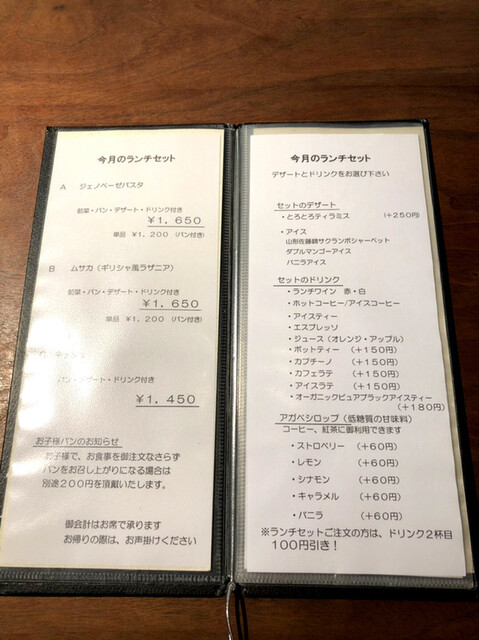 今月のランチセット
A ジェノベーゼパスタ
前菜・パン・デザート・ドリンク付き
¥1,650
単品 ¥1,200 (パン付き)
B ムサカ(ギリシャ風ラザニア)
前菜・パン・デザート・ドリンク付き
¥1,650
単品 ¥1,200 (パン付き)
パン・デザート・ドリンク付き
¥1,450
お子様パンのお知らせ
お子様で、お食事を御注文なさらず
パンをお召し上がりになる場合は
別途200円を頂戴いたします。
御会計はお席で承ります
お帰りの際は、お声掛けください
今月のランチセット
デザートとドリンクをお選び下さい
セットのデザート
・とろとろティラミス (+250円)
・アイス
山形佐藤錦サクランボシャーベット
ダブルマンゴーアイス
バニラアイス
セットのドリンク
・ランチワイン 赤・白
・ホットコーヒー/アイスコーヒー
・アイスティー
・エスプレッソ
・ジュース(オレンジ・アップル)
・ポットティー (+150円)
・カプチーノ (+150円)
・カフェラテ (+150円)
・アイスラテ (+150円)
・オーガニックピュアブラックアイスティー
(+180円)
アガベシロップ(低糖質の甘味料)
コーヒー、紅茶に御利用できます
・ストロベリー (+60円)
・レモン (+60円)
・シナモン (+60円)
・キャラメル (+60円)
・バニラ (+60円)
※ランチセットご注文の方は、ドリンク2杯目
100円引き!